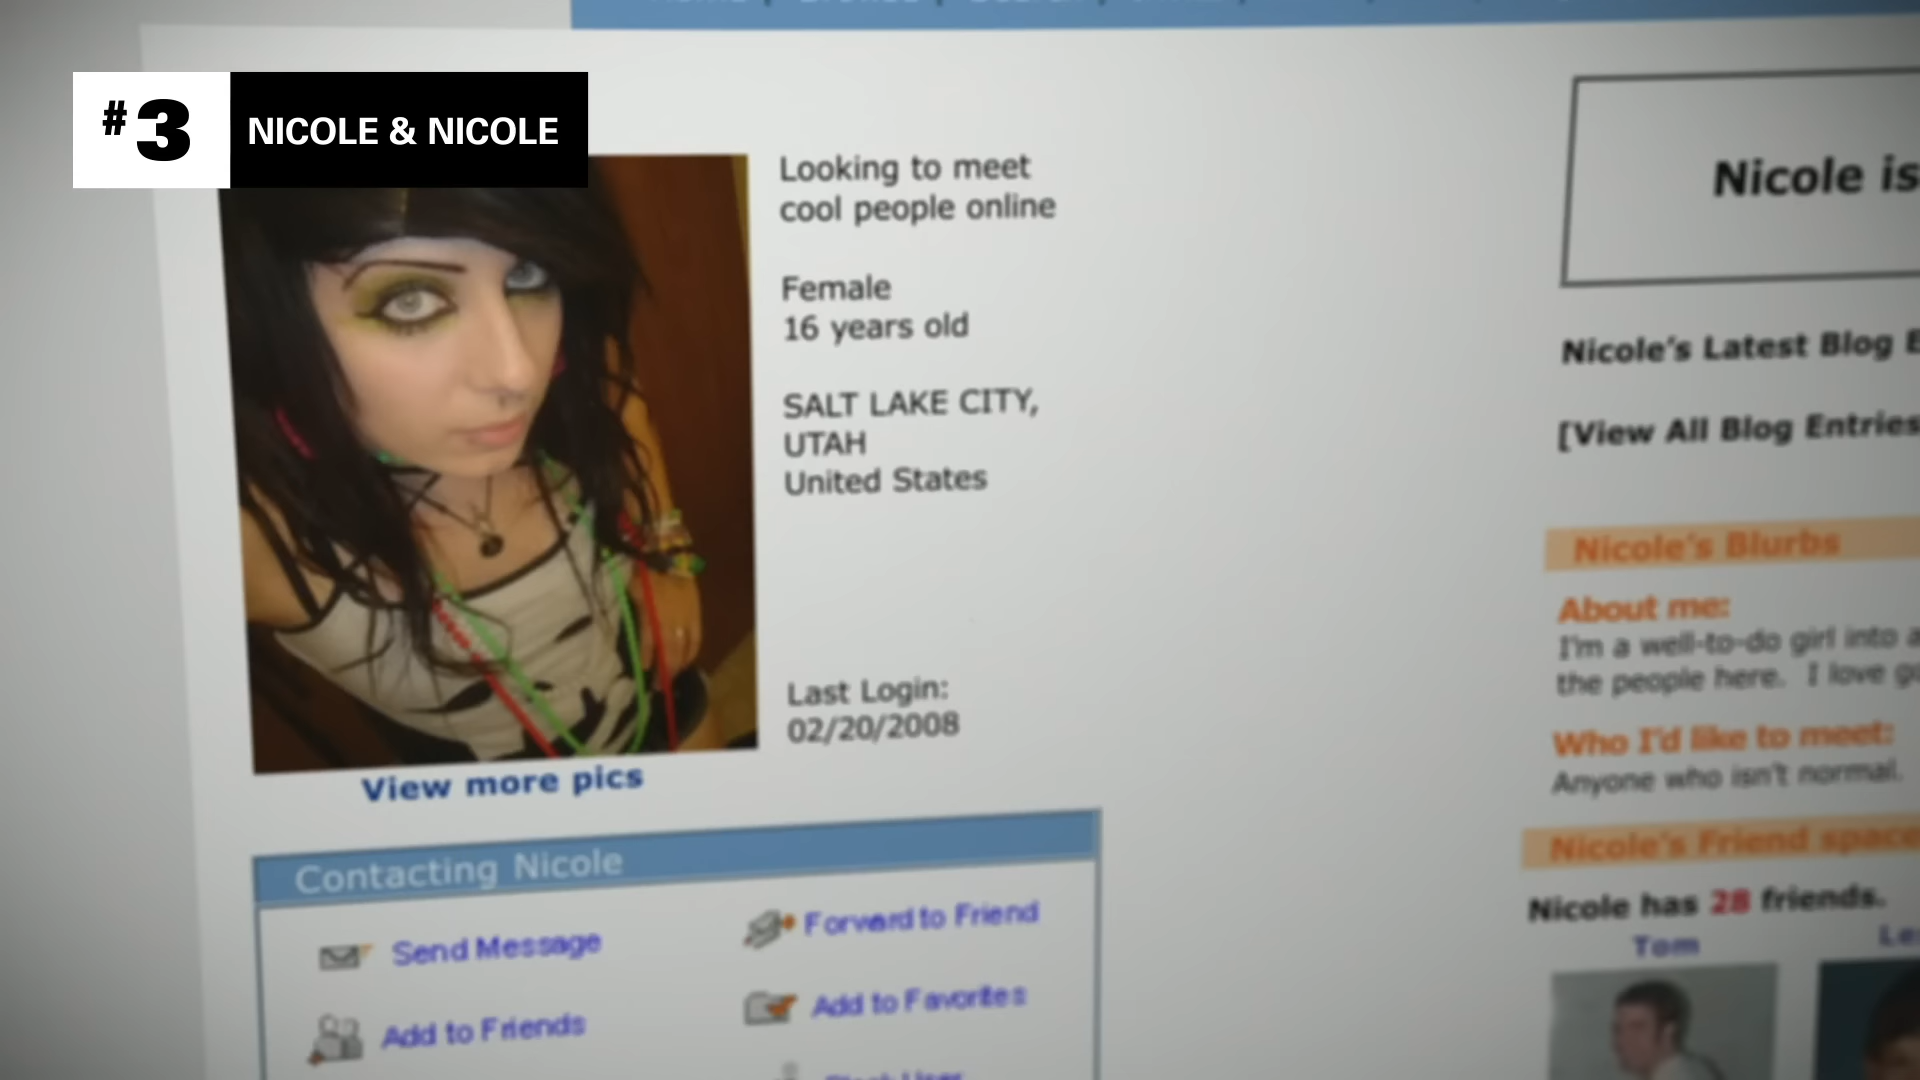 #3 NICOLE & NICOLE
Looking to meet
cool people online
Female
16 years old
SALT LAKE CITY,
UTAH
United States
Last Login:
02/20/2008
View more pics
Contacting Nicole
Send Message
Forward to Friend
Add to Friends
Add to Favorites
Nicole is
Nicole's Latest Blog
[View All Blog Entries
Nicole's Blurbs
About me:
I'm a well-to-do girl into
the people here. I love
Who I'd like to meet:
Anyone who isn't normal.
Nicole's Friend space
Nicole has 28 friends.
Tom